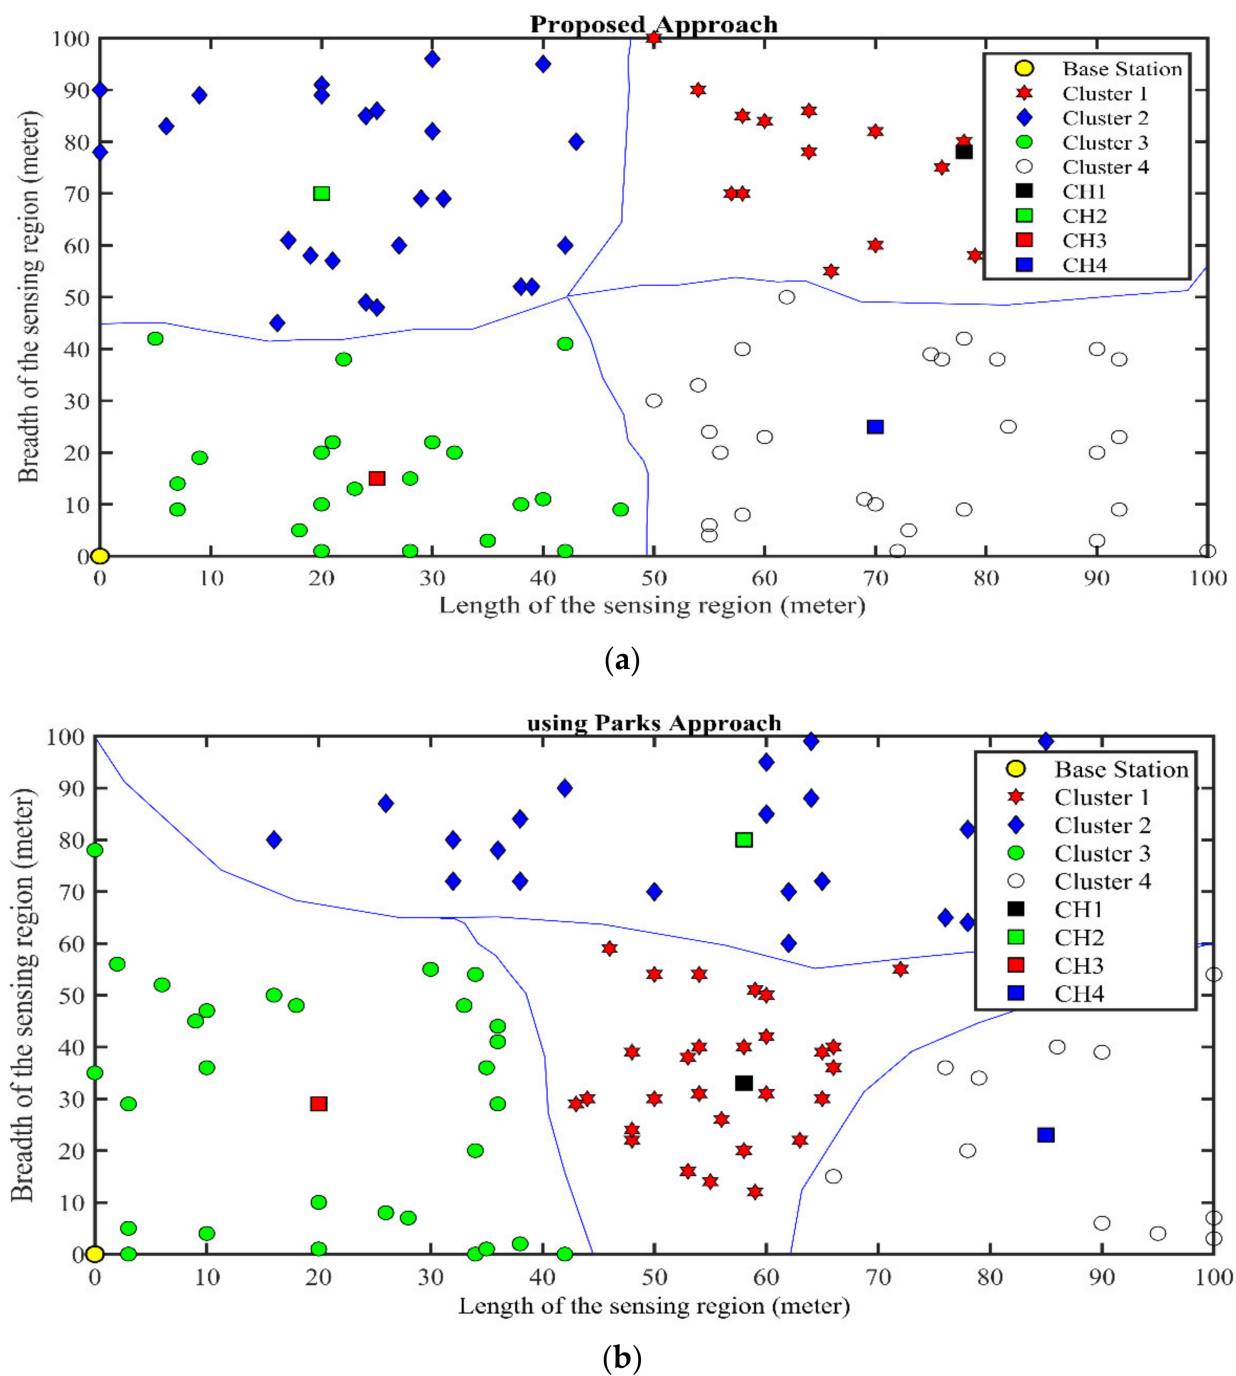 Proposed Approach
100
90
80
70
60
50
40
30
20
10
0
Breadth of the sensing region (meter)
Base Station
Cluster 1
Cluster 2
Cluster 3
Cluster 4
CH1
CH2
CH3
CH4
0 10 20 30 40 50 60 70 80 90 100
Length of the sensing region (meter)
(a)
using Parks Approach
100
90
80
70
60
50
40
30
20
10
0
Breadth of the sensing region (meter)
Base Station
Cluster 1
Cluster 2
Cluster 3
Cluster 4
CH1
CH2
CH3
CH4
0 10 20 30 40 50 60 70 80 90 100
Length of the sensing region (meter)
(b)